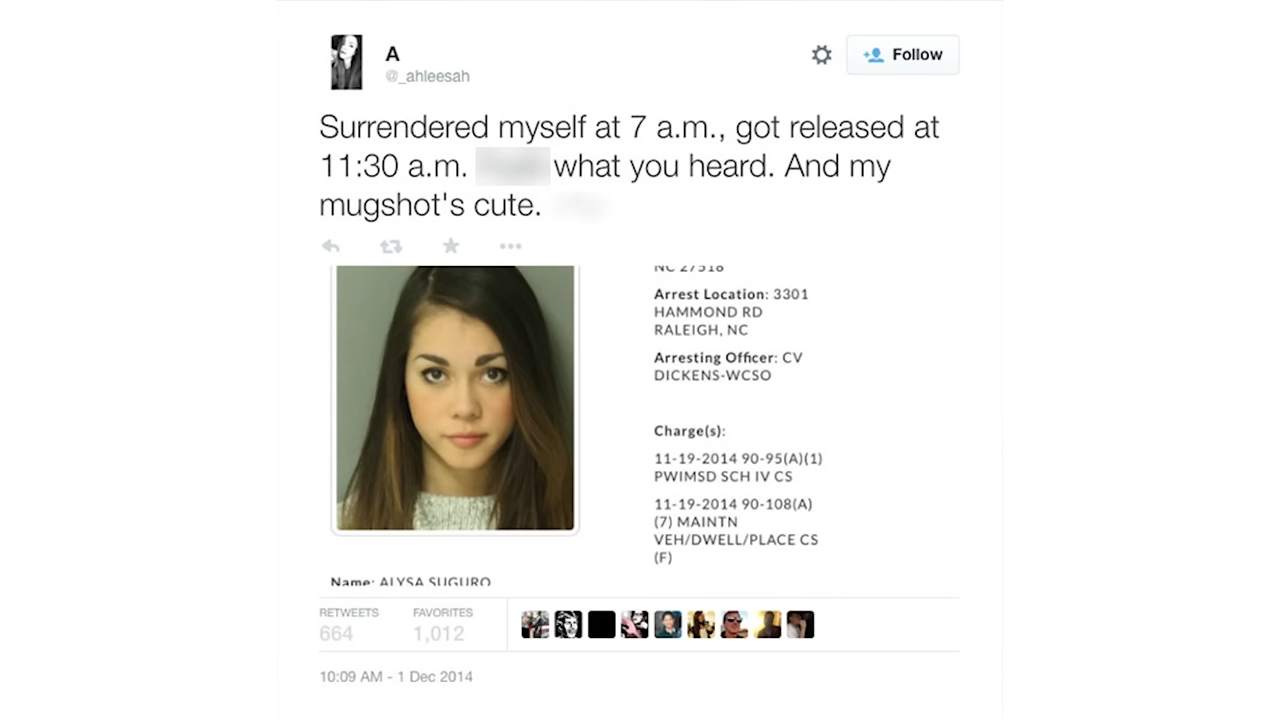 A
@_ahleesah
Follow
Surrendered myself at 7 a.m., got released at
11:30 a.m. what you heard. And my
mugshot's cute.
NC 27518
Arrest Location: 3301
HAMMOND RD
RALEIGH, NC
Arresting Officer: CV
DICKENS-WCSO
Charge(s):
11-19-2014 90-95(A)(1)
PWIMSD SCH IV CS
11-19-2014 90-108(A)
(7) MAINTN
VEH/DWELL/PLACE CS
(F)
Name: ALYSA SUGURO
RETWEETS FAVORITES
664 1,012
10:09 AM - 1 Dec 2014